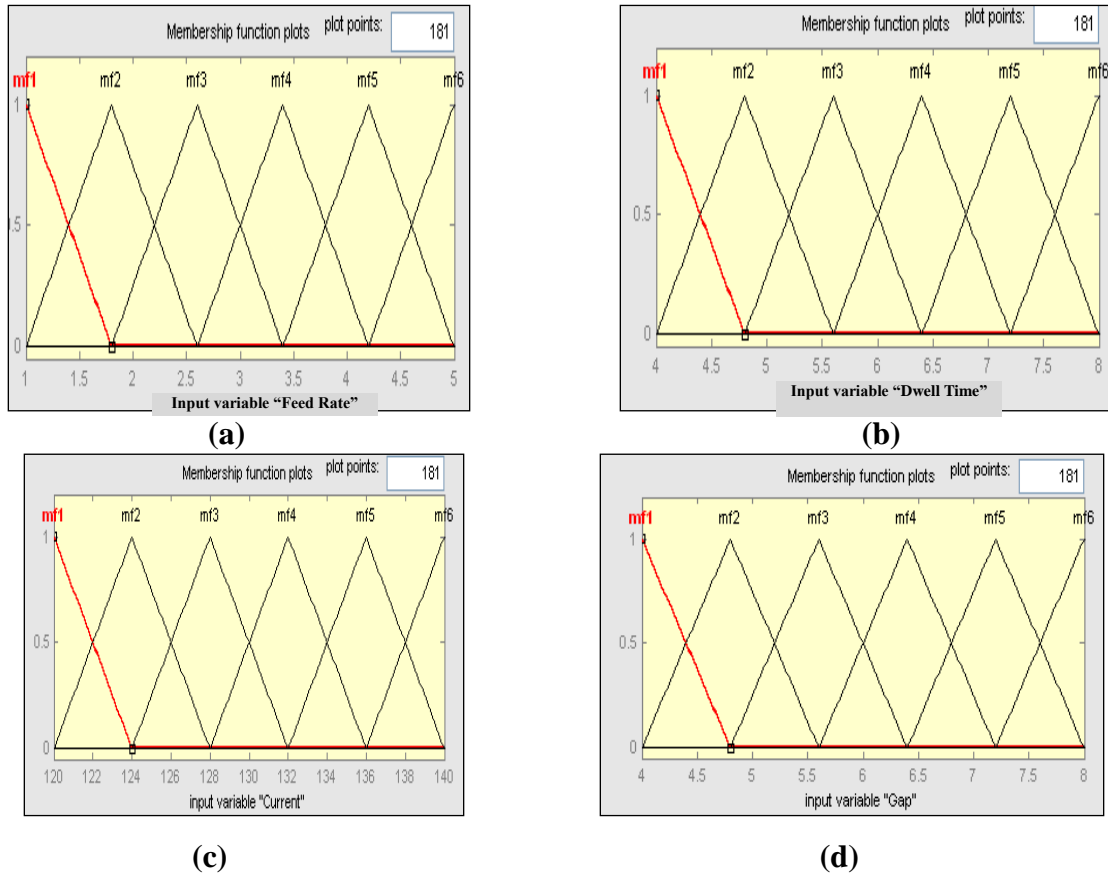 Membership function plots plot points: 181
mf1 mf2 mf3 mf4 mf5 mf6
1
0.5
0
1 1.5 2 2.5 3 3.5 4 4.5 5
Input variable “Feed Rate”
(a)
Membership function plots plot points: 181
mf1 mf2 mf3 mf4 mf5 mf6
1
0.5
0
4 4.5 5 5.5 6 6.5 7 7.5 8
Input variable “Dwell Time”
(b)
Membership function plots plot points: 181
mf1 mf2 mf3 mf4 mf5 mf6
1
0.5
0
120 122 124 126 128 130 132 134 136 138 140
input variable "Current"
(c)
Membership function plots plot points: 181
mf1 mf2 mf3 mf4 mf5 mf6
1
0.5
0
4 4.5 5 5.5 6 6.5 7 7.5 8
input variable "Gap"
(d)